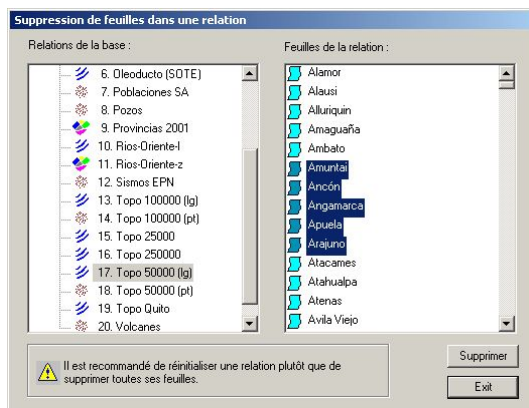 Suppression de feuilles dans une relation
Relations de la base :
6. Oleoducto (SOTE)
7. Poblaciones SA
8. Pozos
9. Provincias 2001
10. Rios-Oriente-l
11. Rios-Oriente-z
12. Sismos EPN
13. Topo 100000 (lg)
14. Topo 100000 (pt)
15. Topo 25000
16. Topo 250000
17. Topo 50000 (lg)
18. Topo 50000 (pt)
19. Topo Quito
20. Volcanes
Feuilles de la relation :
Alamor
Alausi
Alluriquin
Amaguaña
Ambato
Amuntai
Ancón
Angamarca
Apuela
Arajuno
Atacames
Atahualpa
Atenas
Avila Viejo
Il est recommandé de réinitialiser une relation plutôt que de
supprimer toutes ses feuilles.
Supprimer
Exit